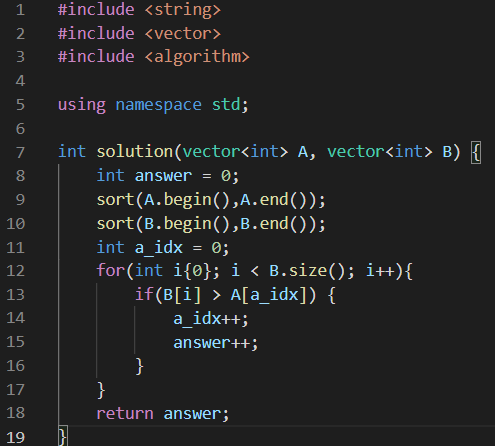 1 #include <string>
2 #include <vector>
3 #include <algorithm>
4
5 using namespace std;
6
7 int solution(vector<int> A, vector<int> B) {
8     int answer = 0;
9     sort(A.begin(),A.end());
10     sort(B.begin(),B.end());
11     int a_idx = 0;
12     for(int i{0}; i < B.size(); i++){
13         if(B[i] > A[a_idx]) {
14             a_idx++;
15             answer++;
16         }
17     }
18     return answer;
19 }